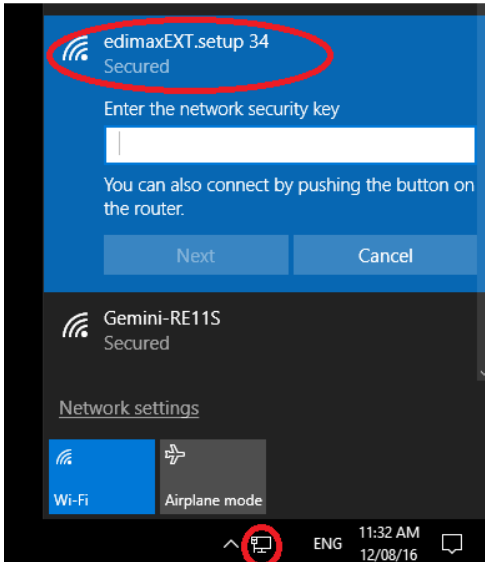 edimaxEXT.setup 34
Secured
Enter the network security key
You can also connect by pushing the button on
the router.
Next Cancel
Gemini-RE11S
Secured
Network settings
Wi-Fi Airplane mode
ENG 11:32 AM
12/08/16